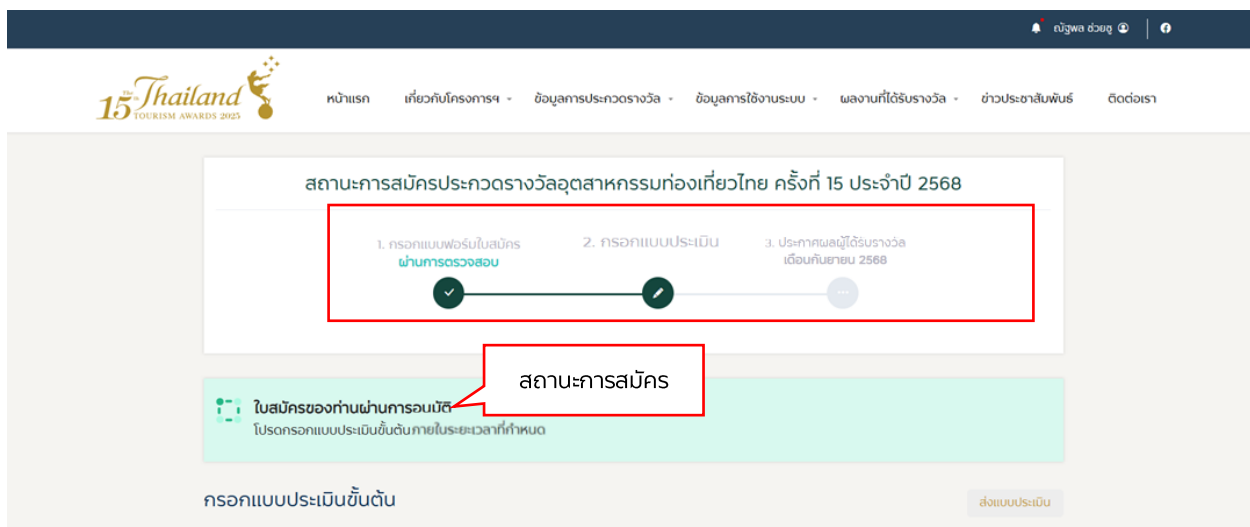 ณัฐพล ช่วยชู
The
15th Thailand
TOURISM AWARDS 2025
หน้าแรก เกี่ยวกับโครงการฯ ข้อมูลการประกวดรางวัล ข้อมูลการใช้งานระบบ ผลงานที่ได้รับรางวัล ข่าวประชาสัมพันธ์ ติดต่อเรา
สถานะการสมัครประกวดรางวัลอุตสาหกรรมท่องเที่ยวไทย ครั้งที่ 15 ประจำปี 2568
1. กรอกแบบฟอร์มใบสมัคร
ผ่านการตรวจสอบ
2. กรอกแบบประเมิน
3. ประกาศผลผู้ได้รับรางวัล
เดือนกันยายน 2568
สถานะการสมัคร
ใบสมัครของท่านผ่านการอนุมัติ
โปรดกรอกแบบประเมินขั้นต้นภายในระยะเวลาที่กำหนด
กรอกแบบประเมินขั้นต้น
ส่งแบบประเมิน